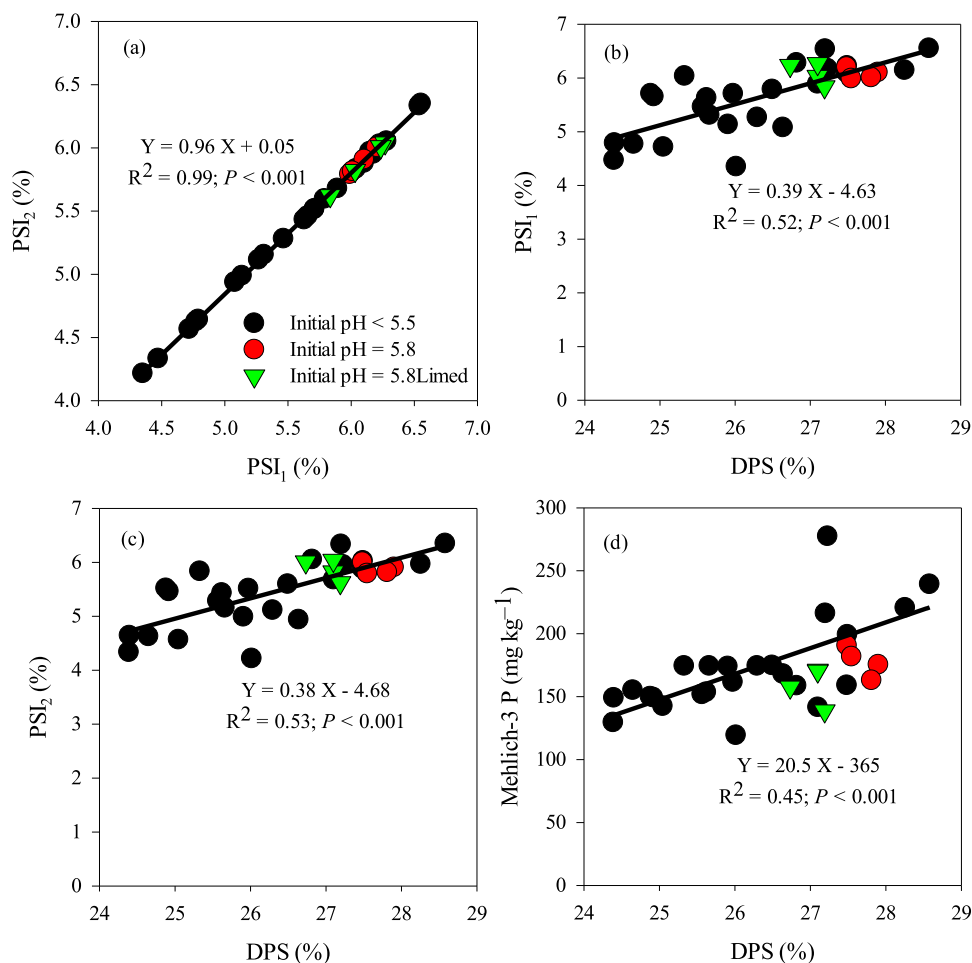 (a)
7.0
6.5
6.0
5.5
5.0
4.5
4.0
PSI₂ (%)
Y = 0.96 X + 0.05
R² = 0.99; P < 0.001
Initial pH < 5.5
Initial pH = 5.8
Initial pH = 5.8Limed
4.0 4.5 5.0 5.5 6.0 6.5 7.0
PSI₁ (%)
(b)
7
6
5
4
3
2
1
0
PSI₁ (%)
Y = 0.39 X - 4.63
R² = 0.52; P < 0.001
24 25 26 27 28 29
DPS (%)
(c)
7
6
5
4
3
2
1
0
PSI₂ (%)
Y = 0.38 X - 4.68
R² = 0.53; P < 0.001
24 25 26 27 28 29
DPS (%)
(d)
300
250
200
150
100
50
0
Mehlich-3 P (mg kg⁻¹)
Y = 20.5 X - 365
R² = 0.45; P < 0.001
24 25 26 27 28 29
DPS (%)